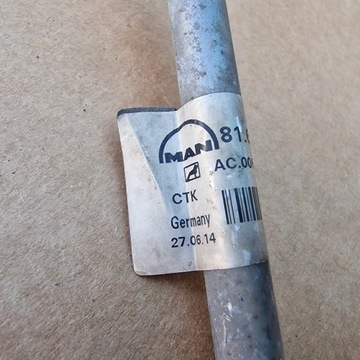 MAN 81.
AC.00
CTK
Germany
27.06.14